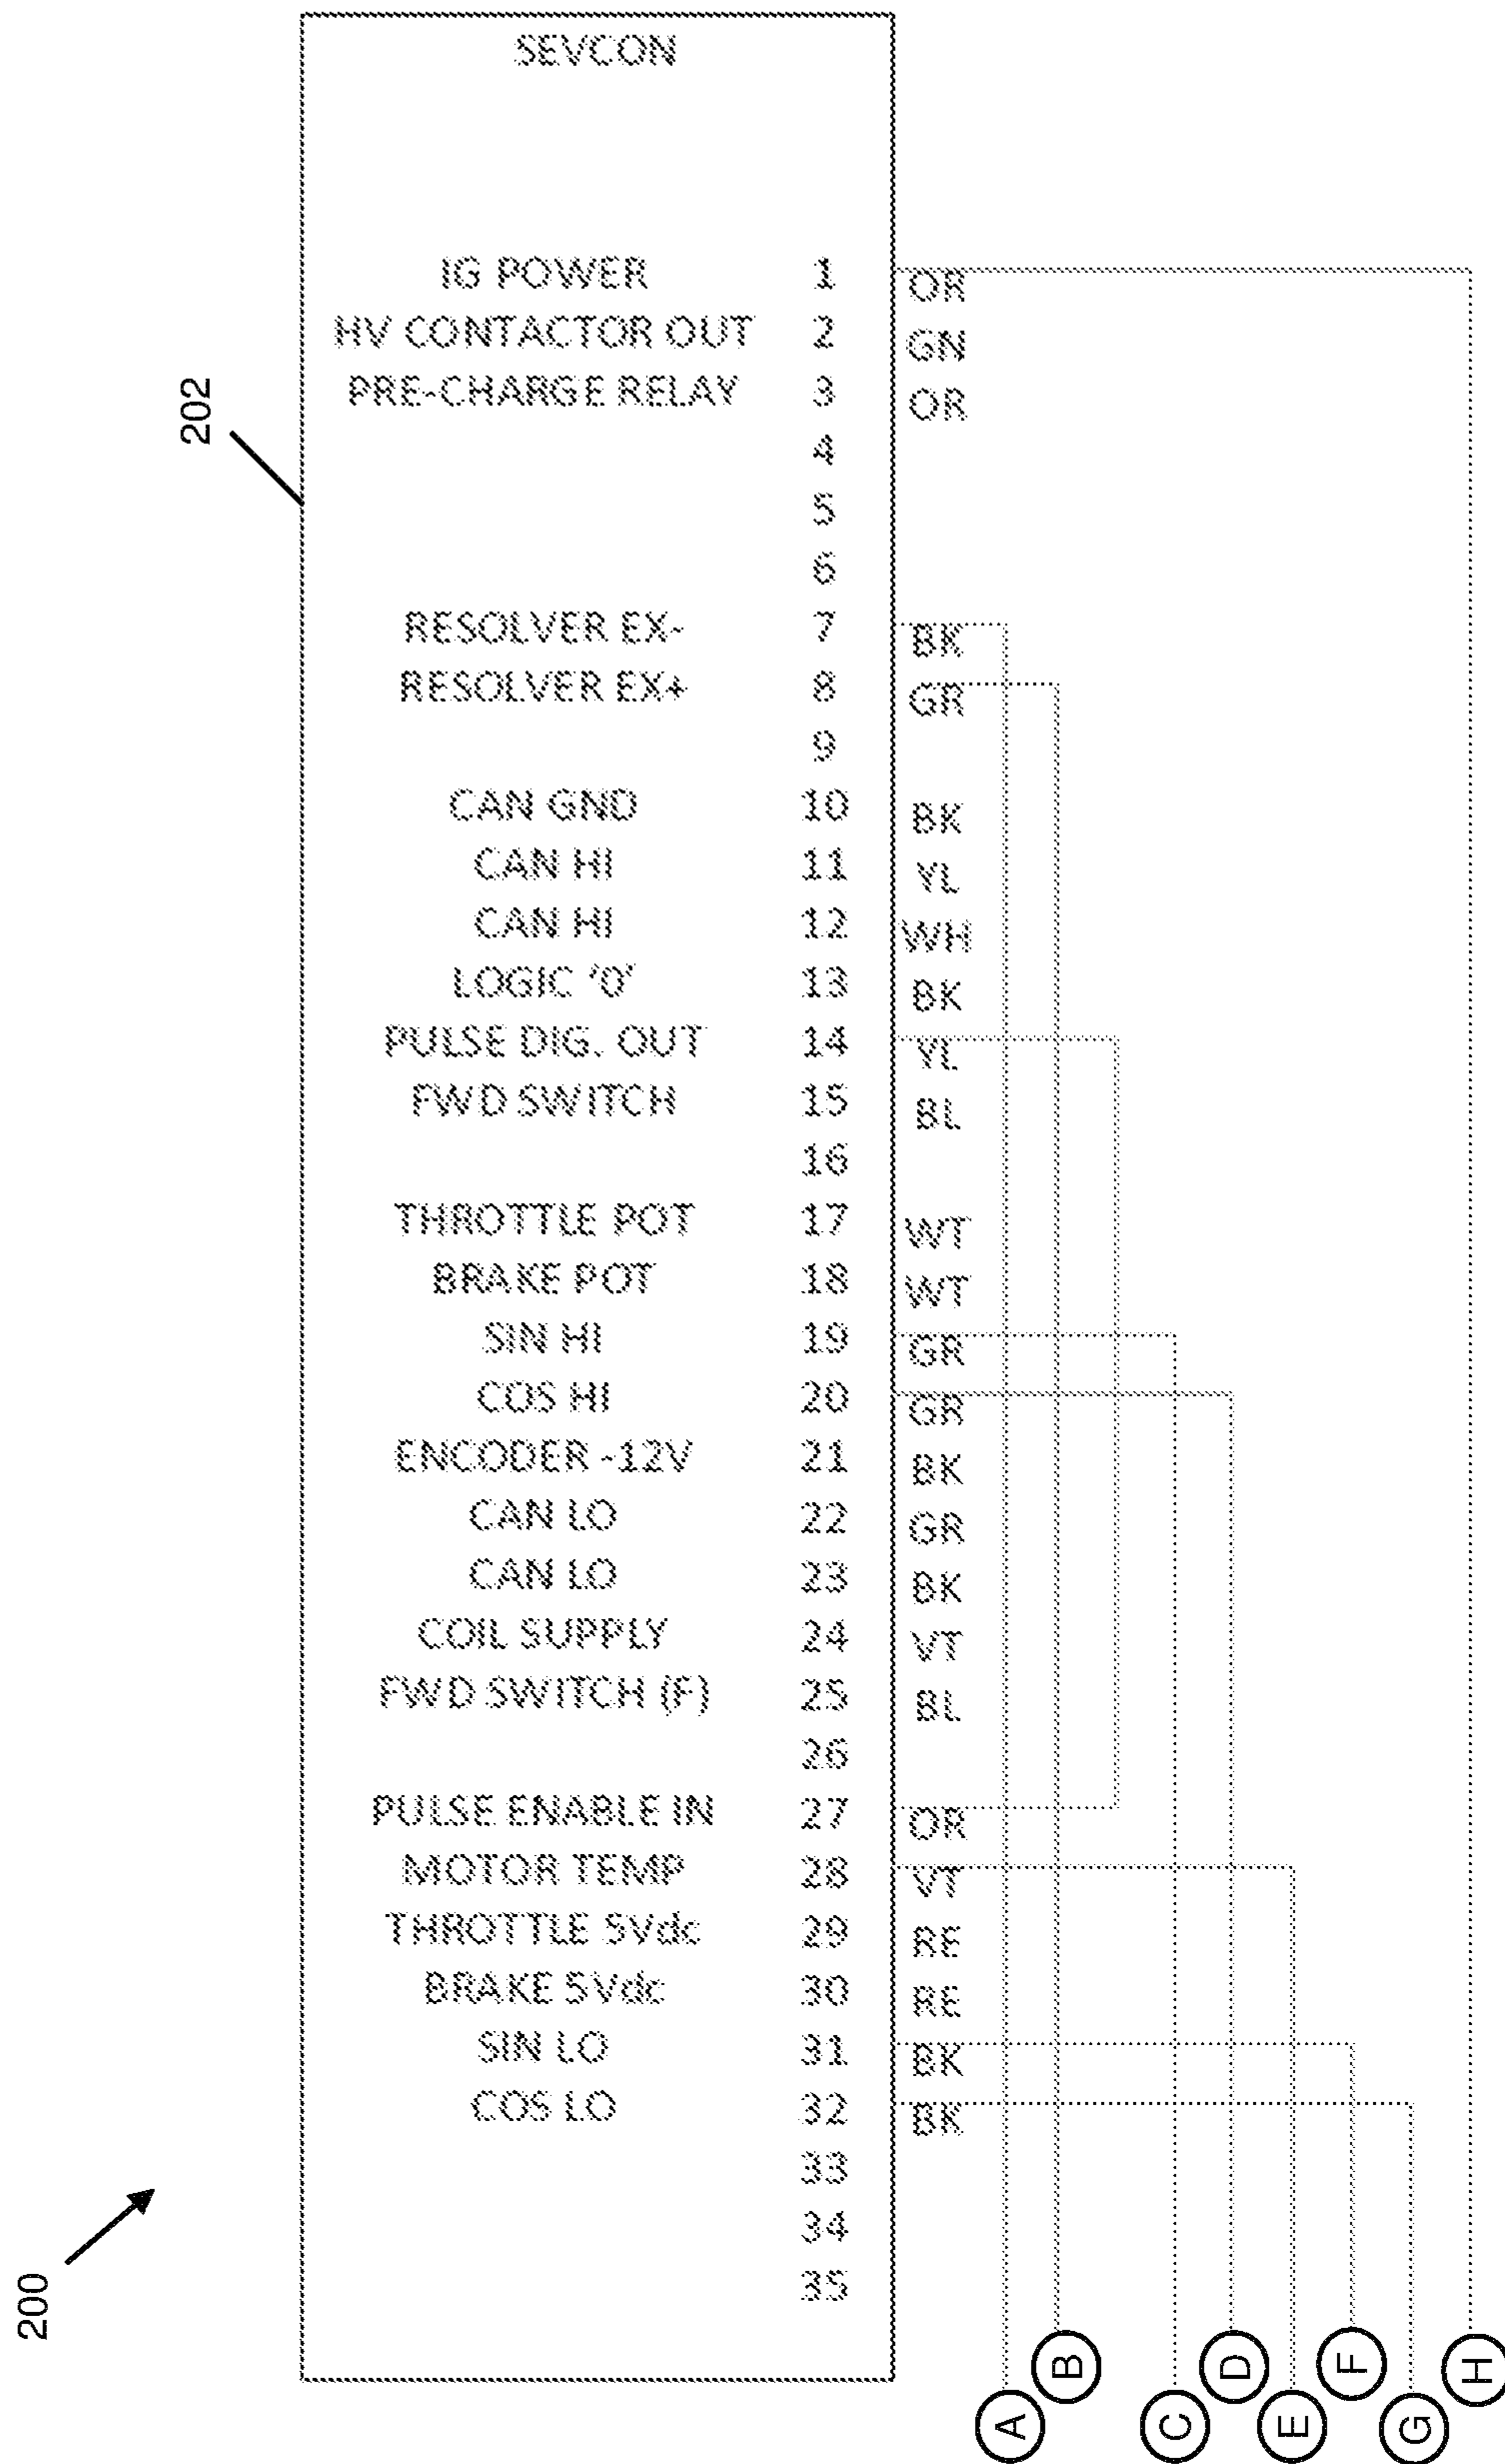 SEVCON
202
IG POWER 1 OR
HV CONTACTOR OUT 2 GN
PRE-CHARGE RELAY 3 OR
4
5
6
RESOLVER EX- 7 BK
RESOLVER EX+ 8 GR
9
CAN GND 10 BK
CAN HI 11 YL
CAN HI 12 WH
LOGIC '0' 13 BK
PULSE DIG. OUT 14 YL
FWD SWITCH 15 BL
16
THROTTLE POT 17 WT
BRAKE POT 18 WT
SIN HI 19 GR
COS HI 20 GR
ENCODER -12V 21 BK
CAN LO 22 GR
CAN LO 23 BK
COIL SUPPLY 24 VT
FWD SWITCH (F) 25 BL
26
PULSE ENABLE IN 27 OR
MOTOR TEMP 28 VT
THROTTLE 5Vdc 29 RE
BRAKE 5Vdc 30 RE
SIN LO 31 BK
COS LO 32 BK
33
34
35
200
A
B
C
D
E
F
G
H